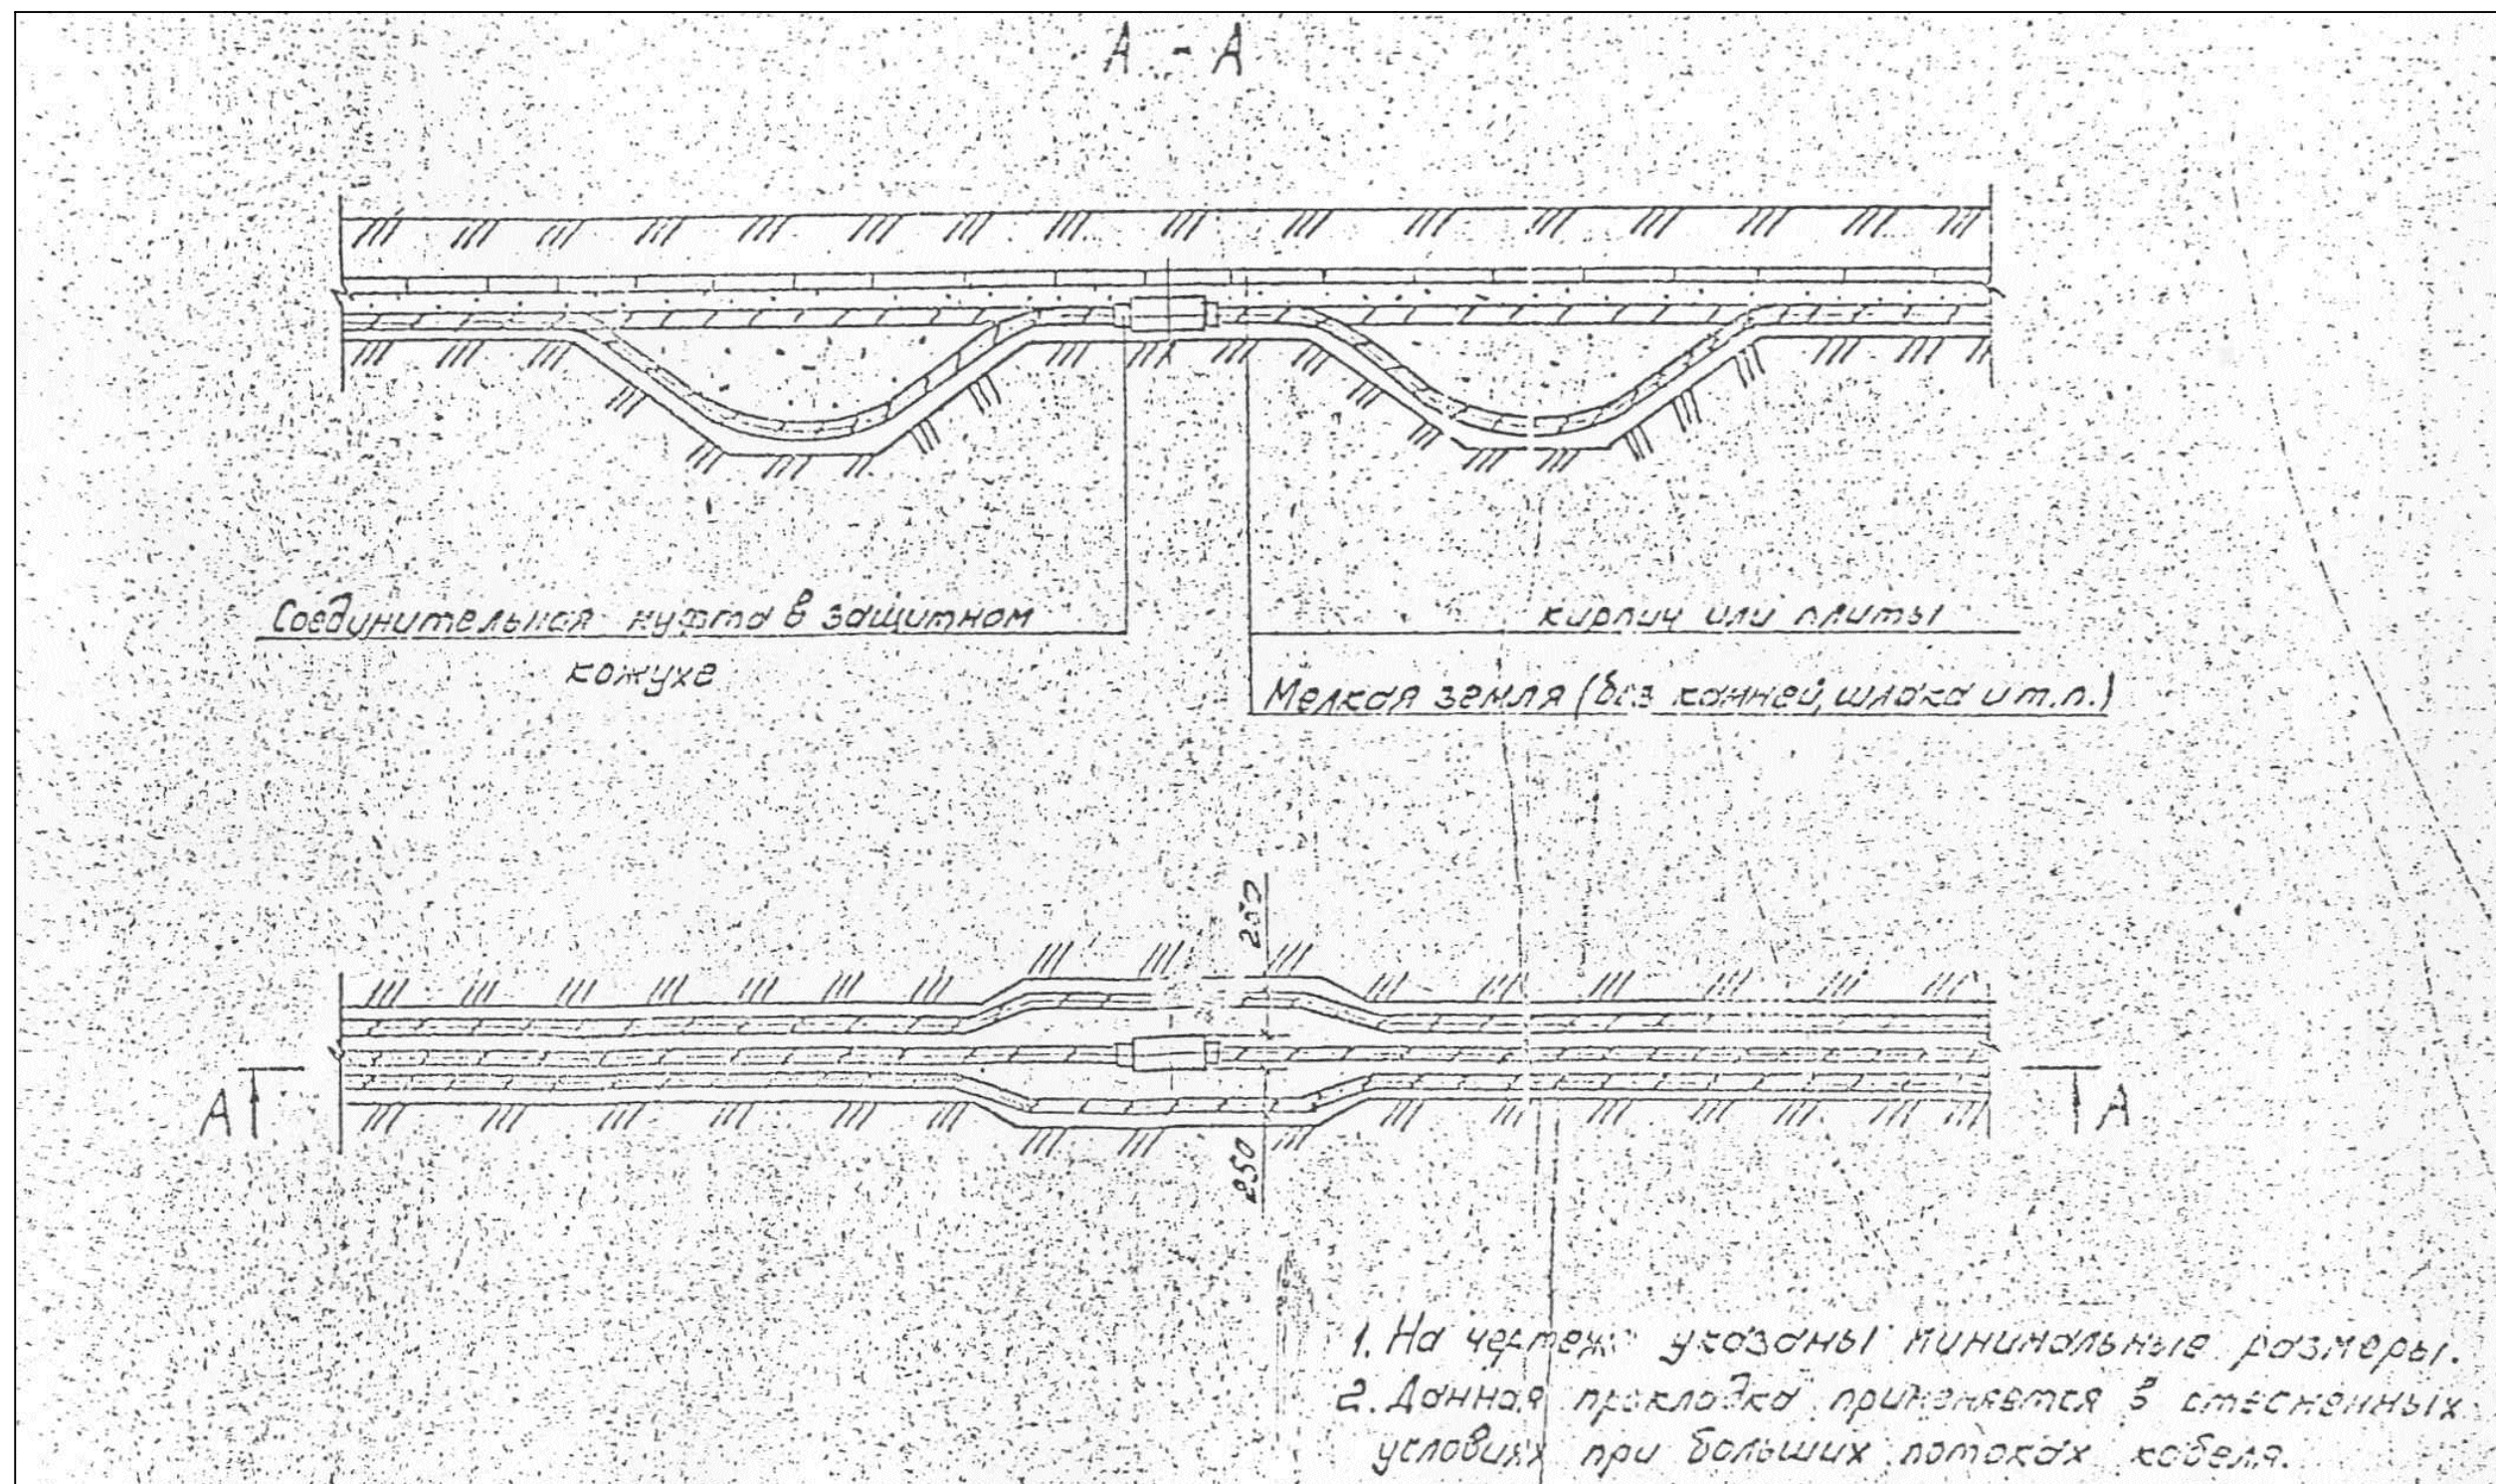 А - А
Соединительная муфта в защитном
кожухе
кирпич или плиты
Мелкая земля (без камней, шлака и т.п.)
250
250
А
А
1. На чертеже указаны минимальные размеры.
2. Данная прокладка применяется в стесненных
условиях при больших потоках кабеля.